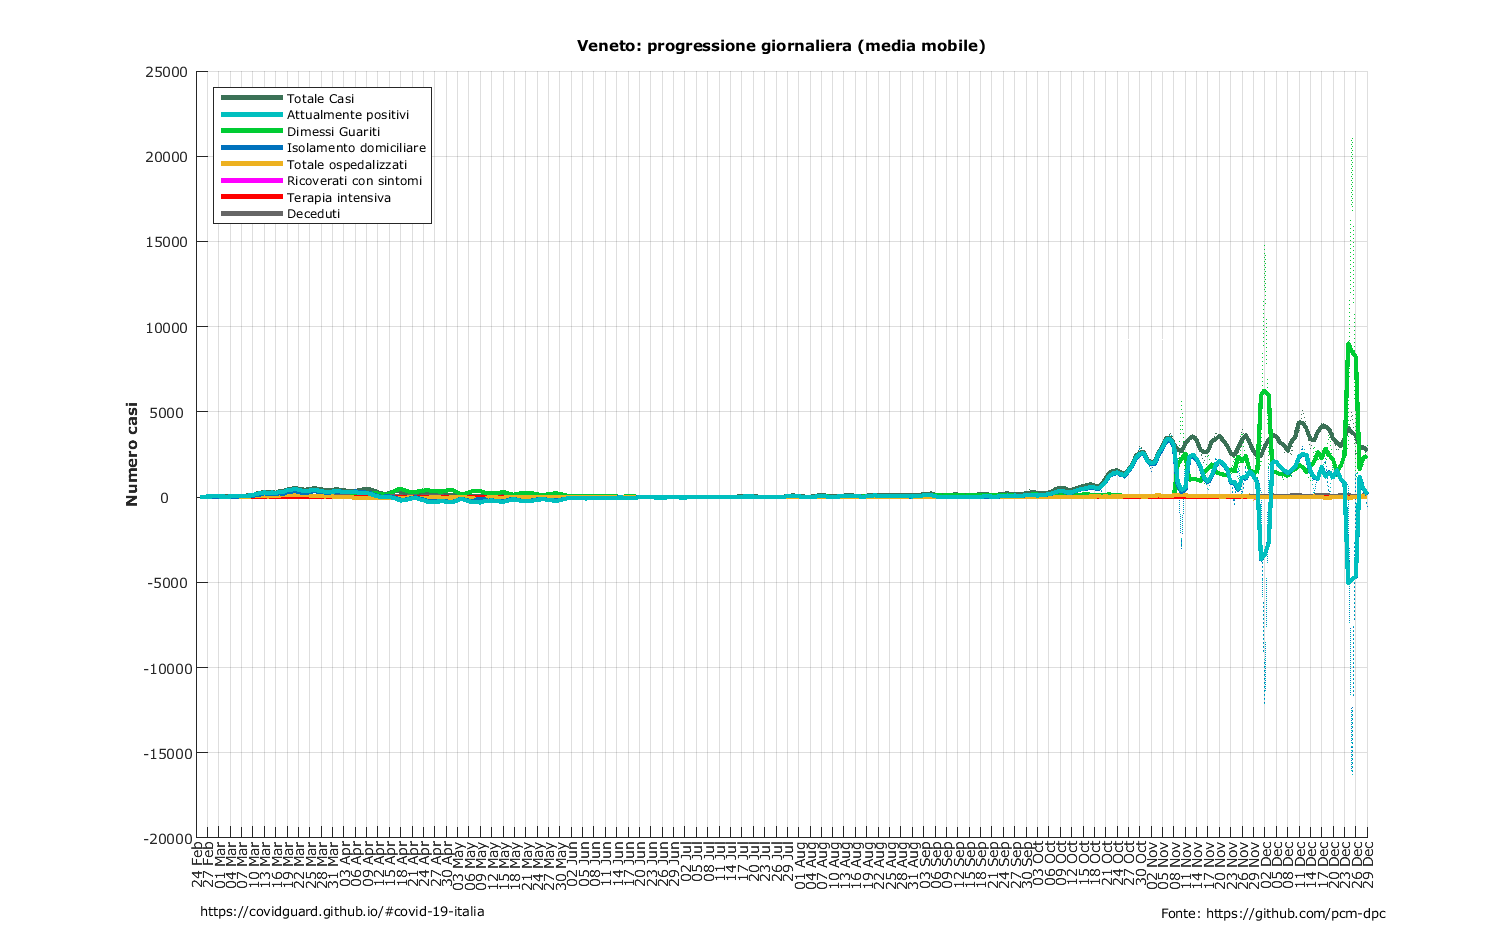 Veneto: progressione giornaliera (media mobile)
25000
20000
15000
10000
5000
0
-5000
-10000
-15000
-20000
Numero casi
Totale Casi
Attualmente positivi
Dimessi Guariti
Isolamento domiciliare
Totale ospedalizzati
Ricoverati con sintomi
Terapia intensiva
Deceduti
24 Feb
27 Feb
01 Mar
04 Mar
07 Mar
10 Mar
13 Mar
16 Mar
19 Mar
22 Mar
25 Mar
28 Mar
31 Mar
03 Apr
06 Apr
09 Apr
12 Apr
15 Apr
18 Apr
21 Apr
24 Apr
27 Apr
30 Apr
03 May
06 May
09 May
12 May
15 May
18 May
21 May
24 May
27 May
30 May
02 Jun
05 Jun
08 Jun
11 Jun
14 Jun
17 Jun
20 Jun
23 Jun
26 Jun
29 Jun
02 Jul
05 Jul
08 Jul
11 Jul
14 Jul
17 Jul
20 Jul
23 Jul
26 Jul
29 Jul
01 Aug
04 Aug
07 Aug
10 Aug
13 Aug
16 Aug
19 Aug
22 Aug
25 Aug
28 Aug
31 Aug
03 Sep
06 Sep
09 Sep
12 Sep
15 Sep
18 Sep
21 Sep
24 Sep
27 Sep
30 Sep
03 Oct
06 Oct
09 Oct
12 Oct
15 Oct
18 Oct
21 Oct
24 Oct
27 Oct
30 Oct
02 Nov
05 Nov
08 Nov
11 Nov
14 Nov
17 Nov
20 Nov
23 Nov
26 Nov
29 Nov
02 Dec
05 Dec
08 Dec
11 Dec
14 Dec
17 Dec
20 Dec
23 Dec
26 Dec
29 Dec
https://covidguard.github.io/#covid-19-italia
Fonte: https://github.com/pcm-dpc